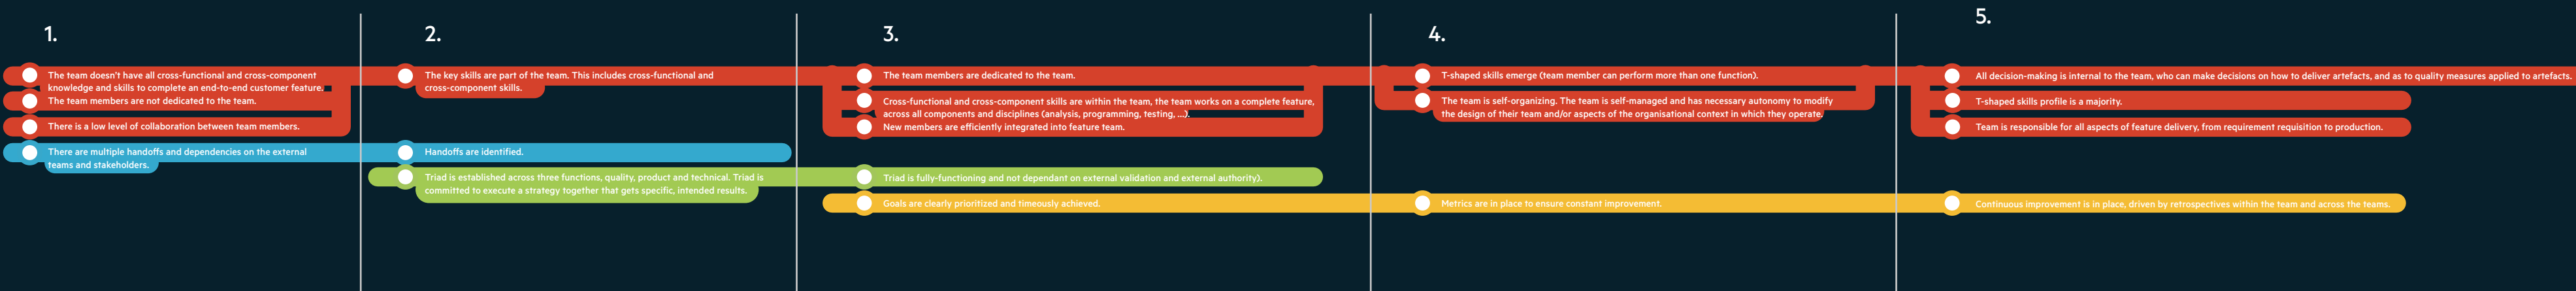 1.
The team doesn't have all cross-functional and cross-component
knowledge and skills to complete an end-to-end customer feature.
The team members are not dedicated to the team.
There is a low level of collaboration between team members.
There are multiple handoffs and dependencies on the external
teams and stakeholders.
2.
The key skills are part of the team. This includes cross-functional and
cross-component skills.
Handoffs are identified.
Triad is established across three functions, quality, product and technical. Triad is
committed to execute a strategy together that gets specific, intended results.
3.
The team members are dedicated to the team.
Cross-functional and cross-component skills are within the team, the team works on a complete feature,
across all components and disciplines (analysis, programming, testing, ...).
New members are efficiently integrated into feature team.
Triad is fully-functioning and not dependant on external validation and external authority).
Goals are clearly prioritized and timeously achieved.
4.
T-shaped skills emerge (team member can perform more than one function).
The team is self-organizing. The team is self-managed and has necessary autonomy to modify
the design of their team and/or aspects of the organisational context in which they operate.
Metrics are in place to ensure constant improvement.
5.
All decision-making is internal to the team, who can make decisions on how to deliver artefacts, and as to quality measures applied to artefacts.
T-shaped skills profile is a majority.
Team is responsible for all aspects of feature delivery, from requirement requisition to production.
Continuous improvement is in place, driven by retrospectives within the team and across the teams.